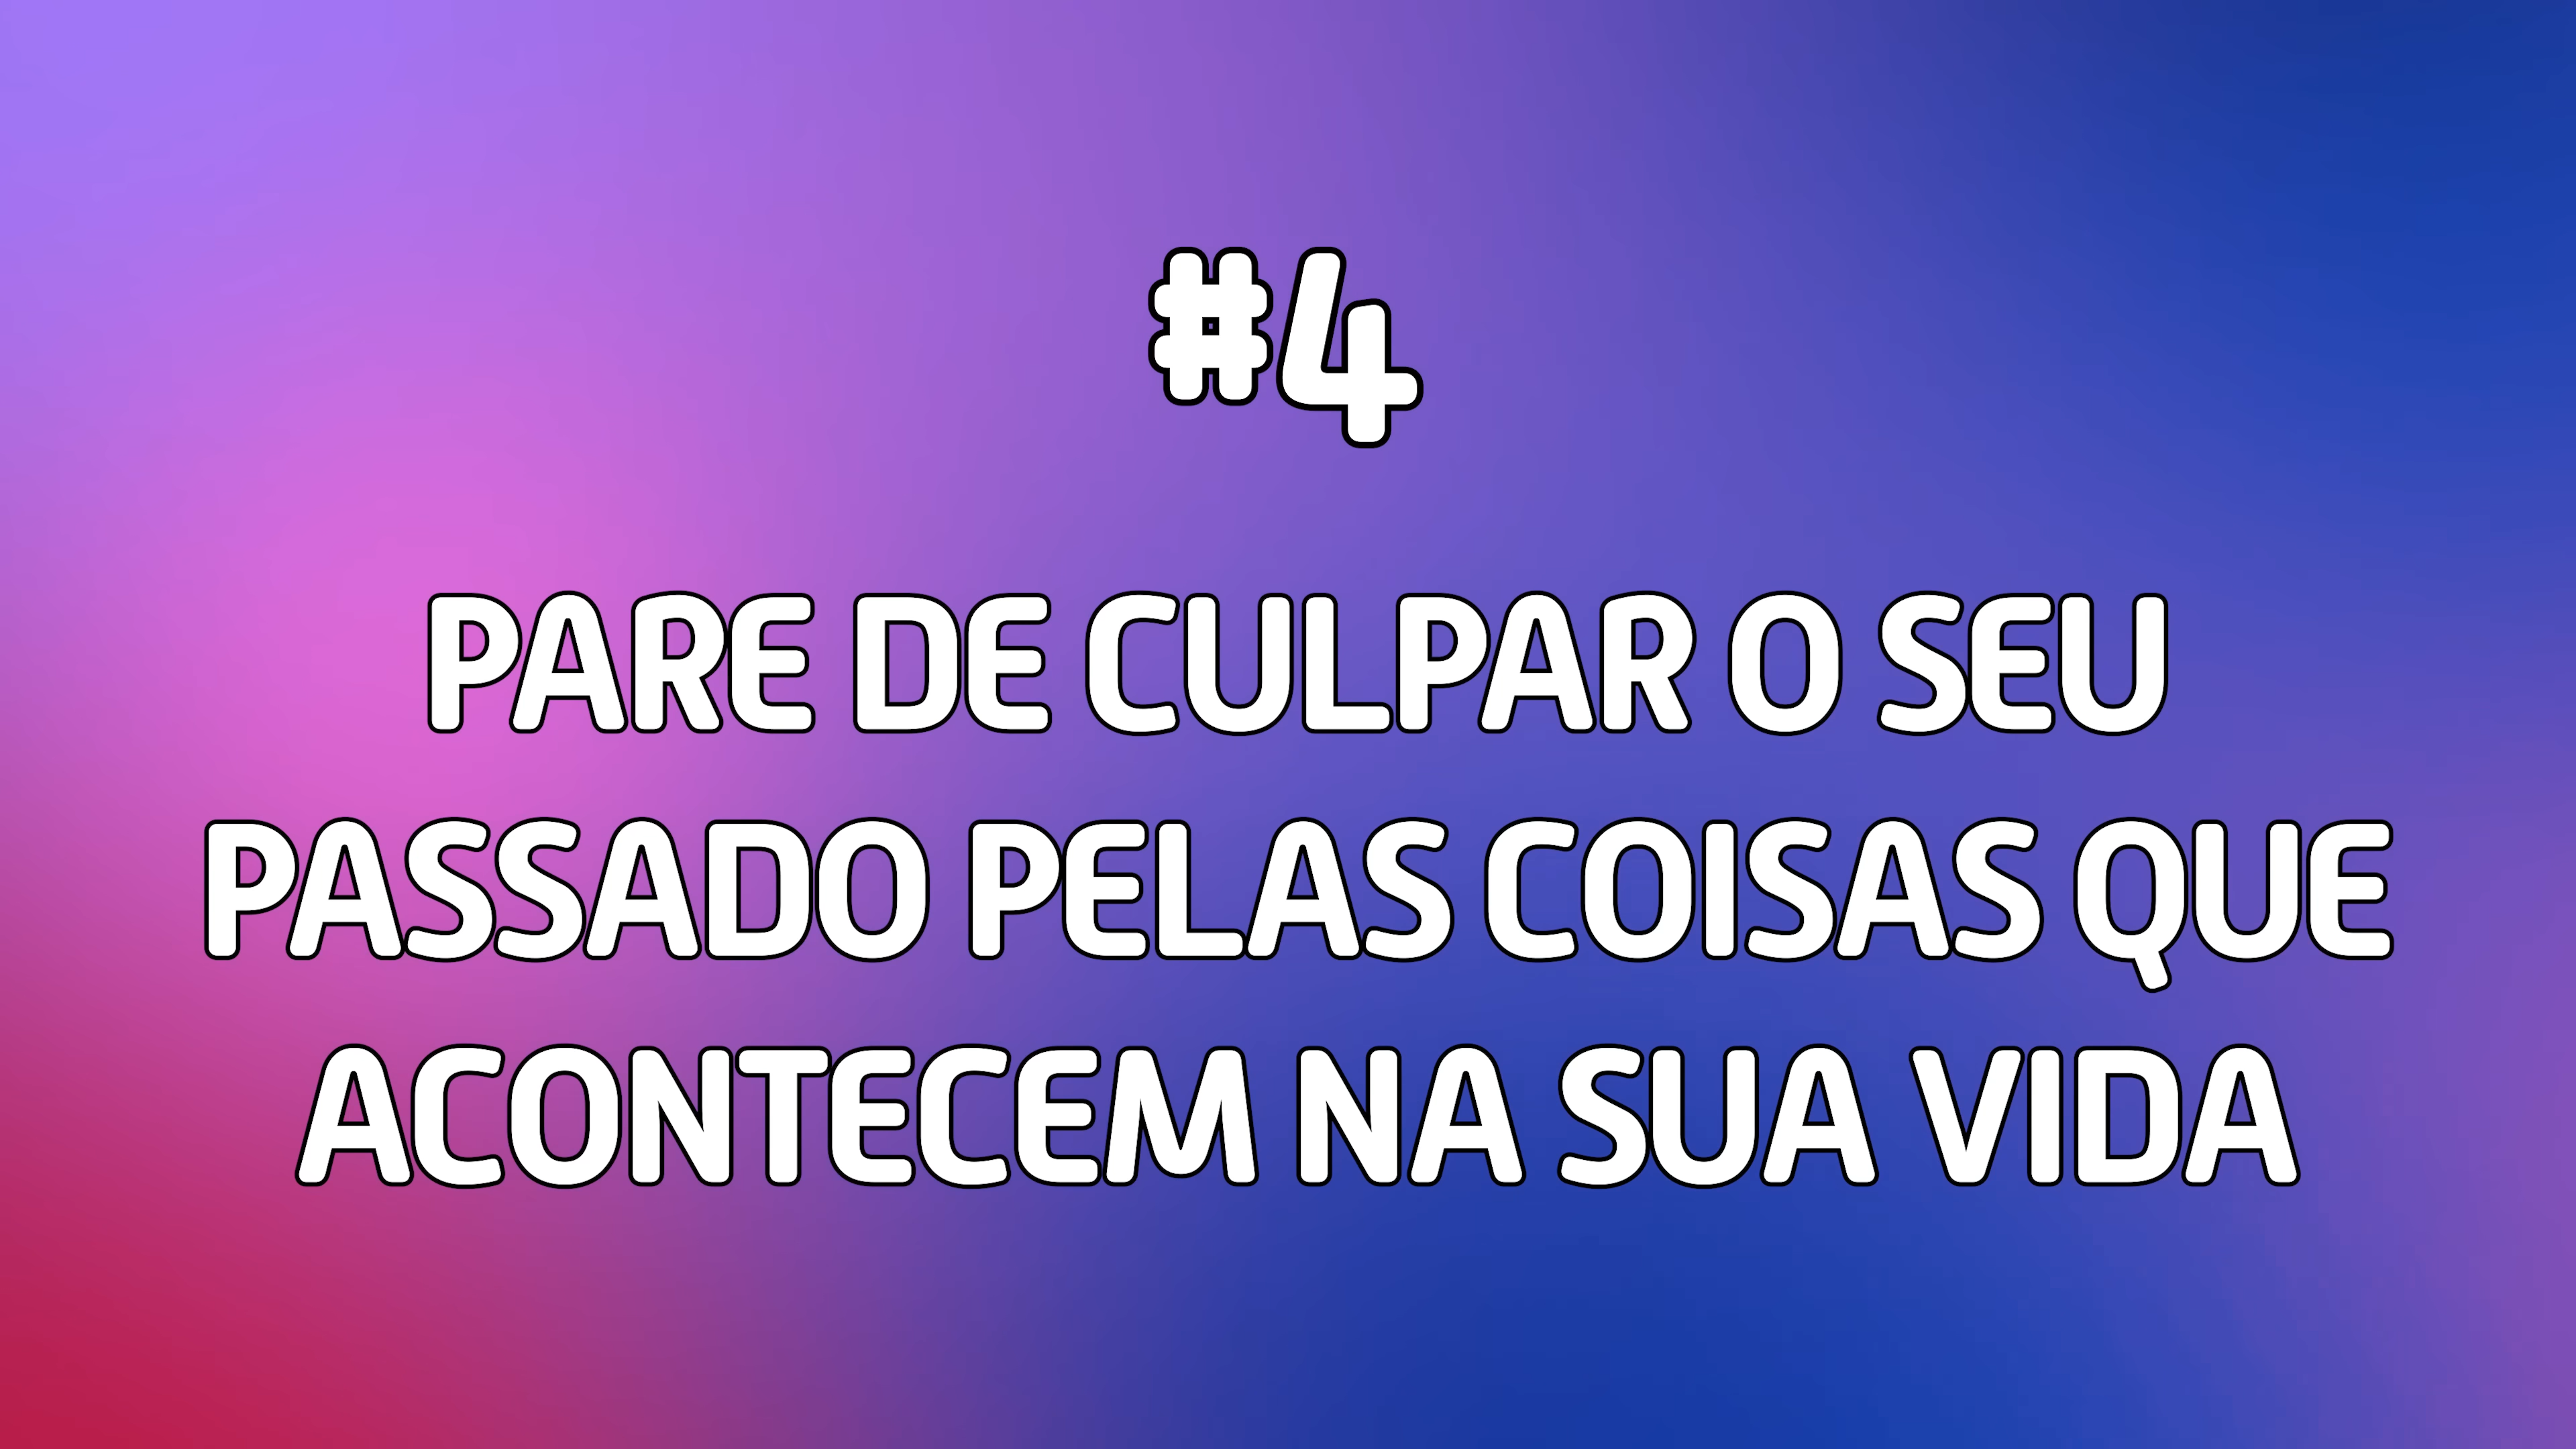 #4
PARE DE CULPAR O SEU
PASSADO PELAS COISAS QUE
ACONTECEM NA SUA VIDA